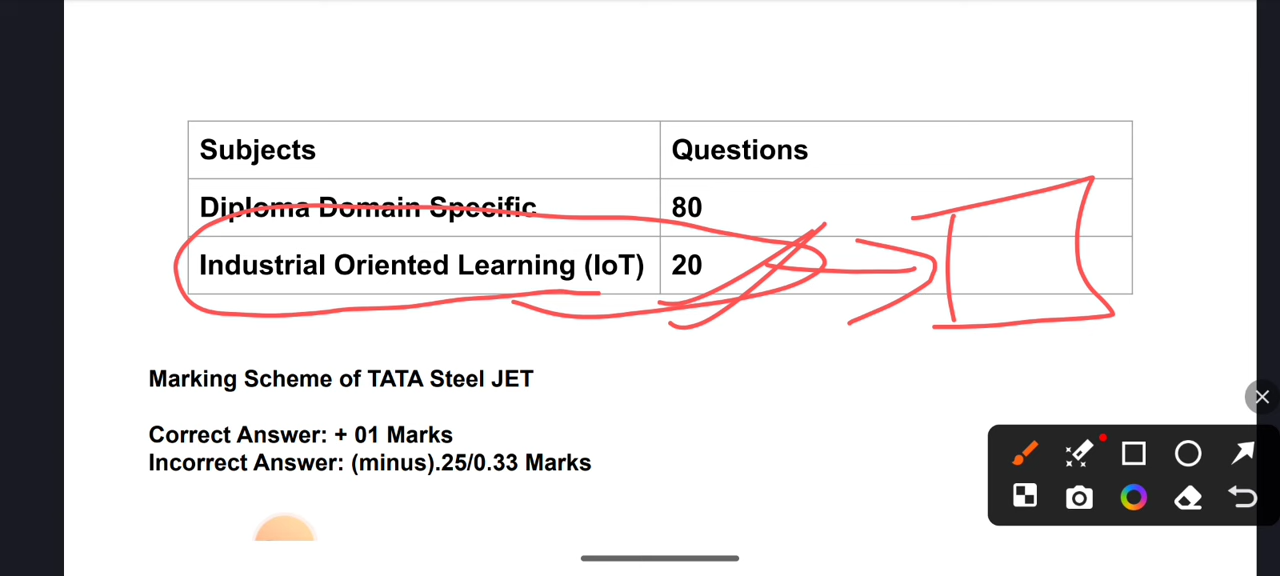 Subjects Questions
Diploma Domain Specific 80
Industrial Oriented Learning (IoT) 20
Marking Scheme of TATA Steel JET
Correct Answer: + 01 Marks
Incorrect Answer: (minus).25/0.33 Marks